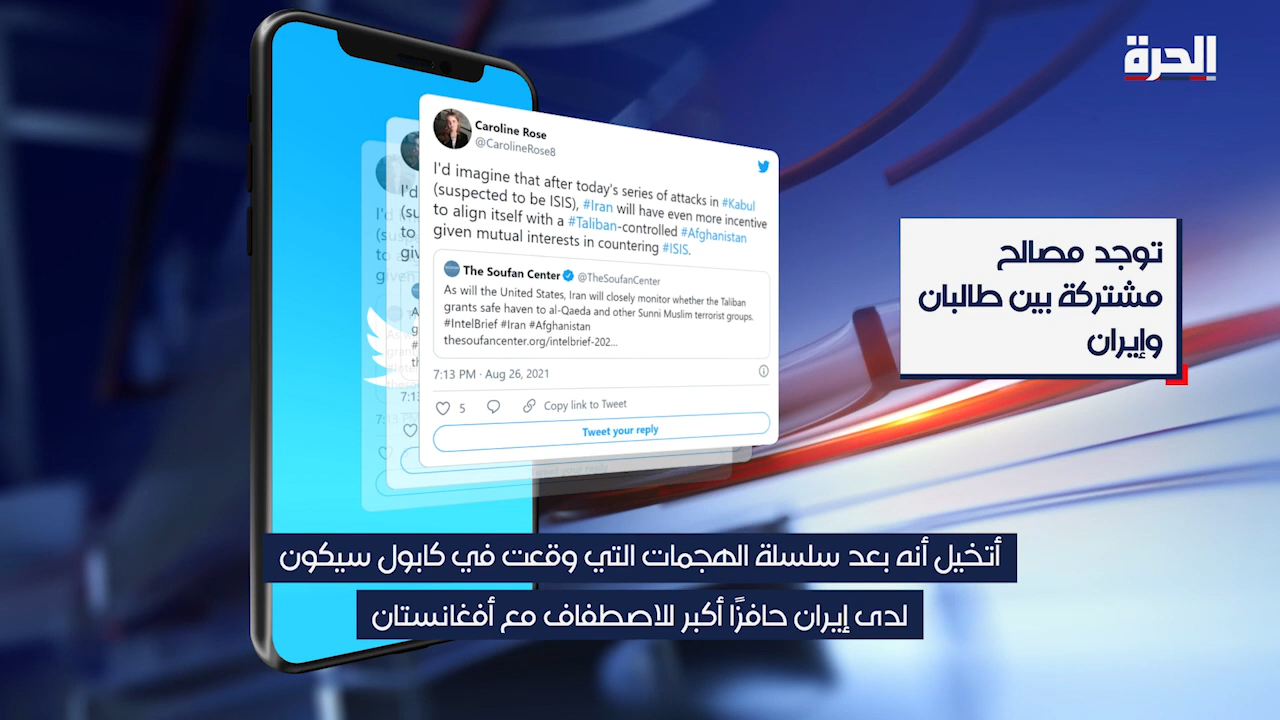 الحرة
Caroline Rose
@CarolineRose8
I'd imagine that after today's series of attacks in #Kabul
(suspected to be ISIS), #Iran will have even more incentive
to align itself with a #Taliban-controlled #Afghanistan
given mutual interests in countering #ISIS.
The Soufan Center @TheSoufanCenter
As will the United States, Iran will closely monitor whether the Taliban
grants safe haven to al-Qaeda and other Sunni Muslim terrorist groups.
#IntelBrief #Iran #Afghanistan
thesoufancenter.org/intelbrief-202...
7:13 PM · Aug 26, 2021
5 Copy link to Tweet
Tweet your reply
توجد مصالح
مشتركة بين طالبان
وإيران
أتخيل أنه بعد سلسلة الهجمات التي وقعت في كابول سيكون
لدى إيران حافزًا أكبر للاصطفاف مع أفغانستان